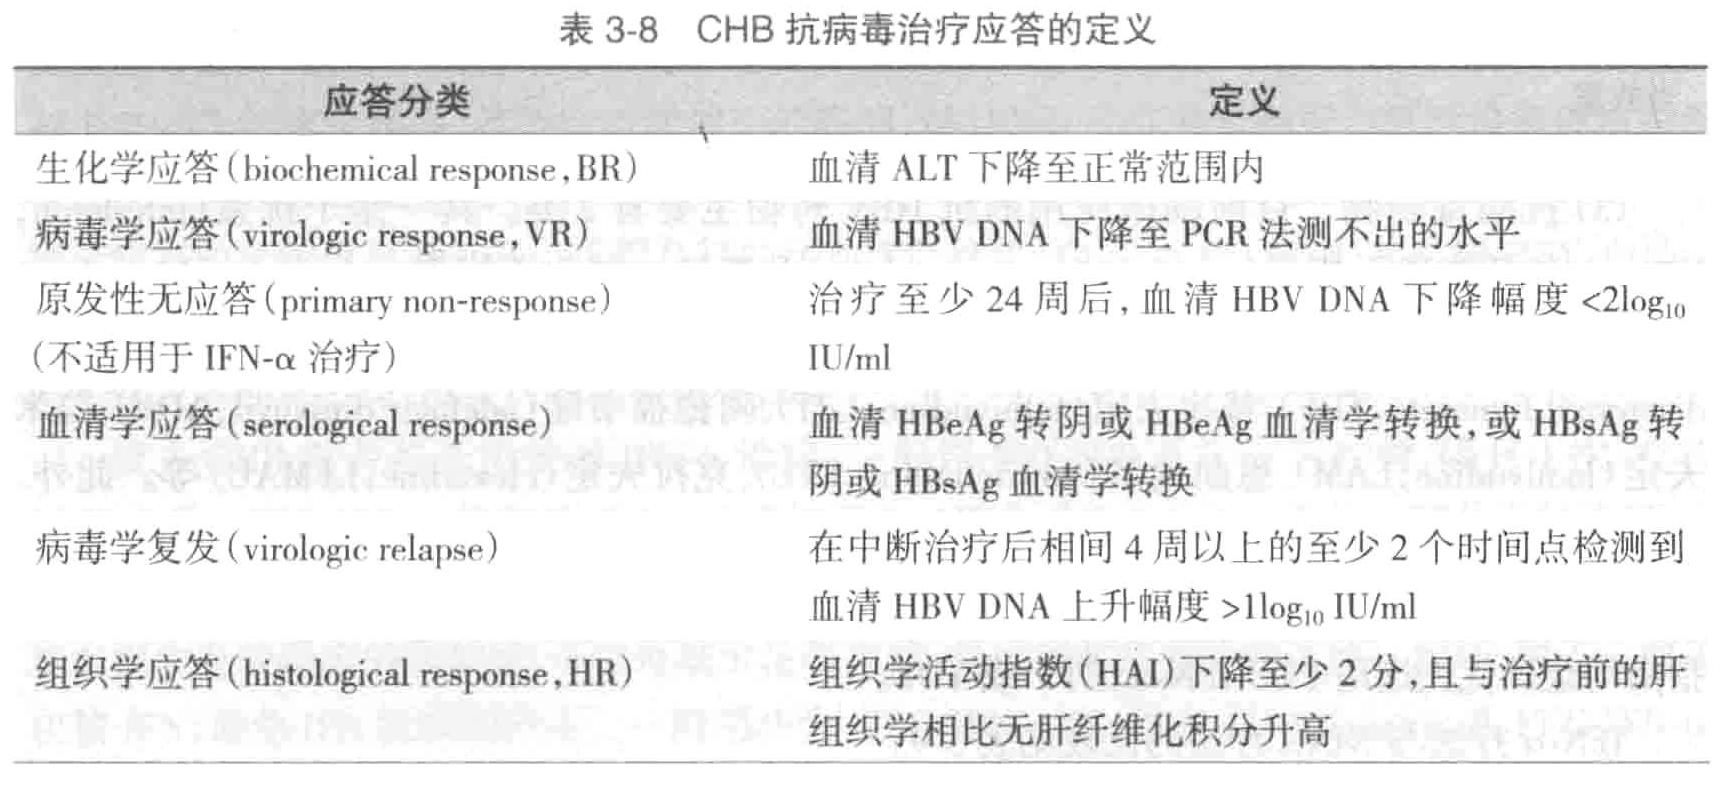 表 3-8 CHB 抗病毒治疗应答的定义
应答分类 定义
生化学应答(biochemical response,BR) 血清 ALT 下降至正常范围内
病毒学应答(virologic response,VR) 血清 HBV DNA 下降至 PCR 法测不出的水平
原发性无应答(primary non-response) 治疗至少 24 周后,血清 HBV DNA 下降幅度 <2log10
(不适用于 IFN-α 治疗) IU/ml
血清学应答(serological response) 血清 HBeAg 转阴或 HBeAg 血清学转换,或 HBsAg 转
阴或 HBsAg 血清学转换
病毒学复发(virologic relapse) 在中断治疗后相间 4 周以上的至少 2 个时间点检测到
血清 HBV DNA 上升幅度 >1log10 IU/ml
组织学应答(histological response,HR) 组织学活动指数(HAI)下降至少 2 分,且与治疗前的肝
组织学相比无肝纤维化积分升高